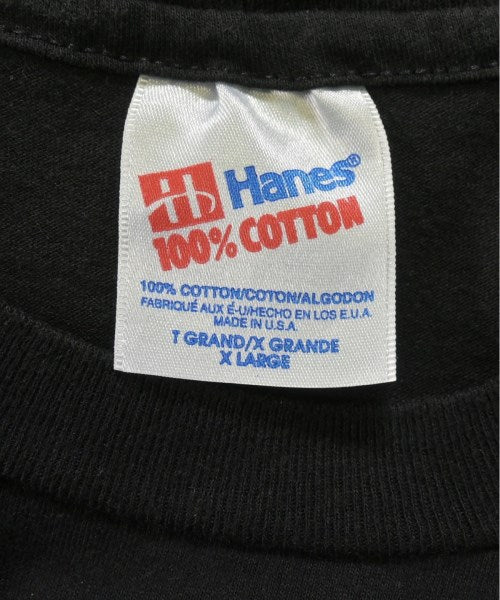 Hanes®
100% COTTON
100% COTTON/COTON/ALGODON
FABRIQUÉ AUX É-U/HECHO EN LOS E.U.A.
MADE IN U.S.A.
T GRAND/X GRANDE
X LARGE